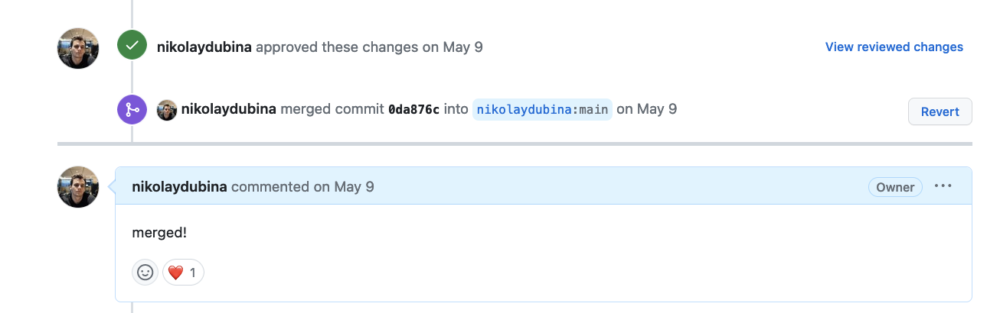 nikolaydubina approved these changes on May 9
View reviewed changes
nikolaydubina merged commit 0da876c into nikolaydubina:main on May 9
Revert
nikolaydubina commented on May 9
Owner
merged!
❤️ 1